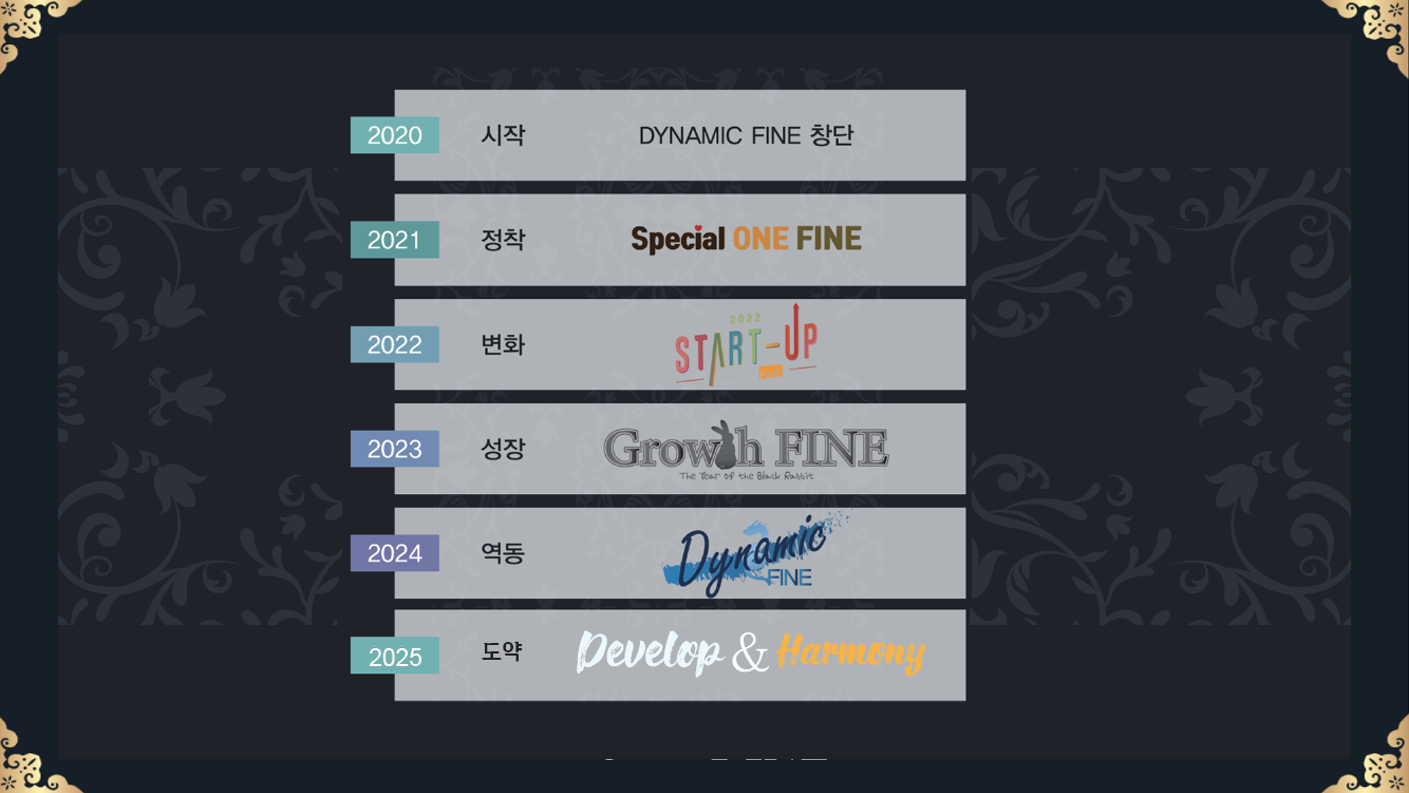 2020 시작 DYNAMIC FINE 창단
2021 정착 Special ONE FINE
2022 변화 2022 START-UP
2023 성장 Growth FINE
The Year of the Black Rabbit
2024 역동 Dynamic FINE
2025 도약 Develop & Harmony